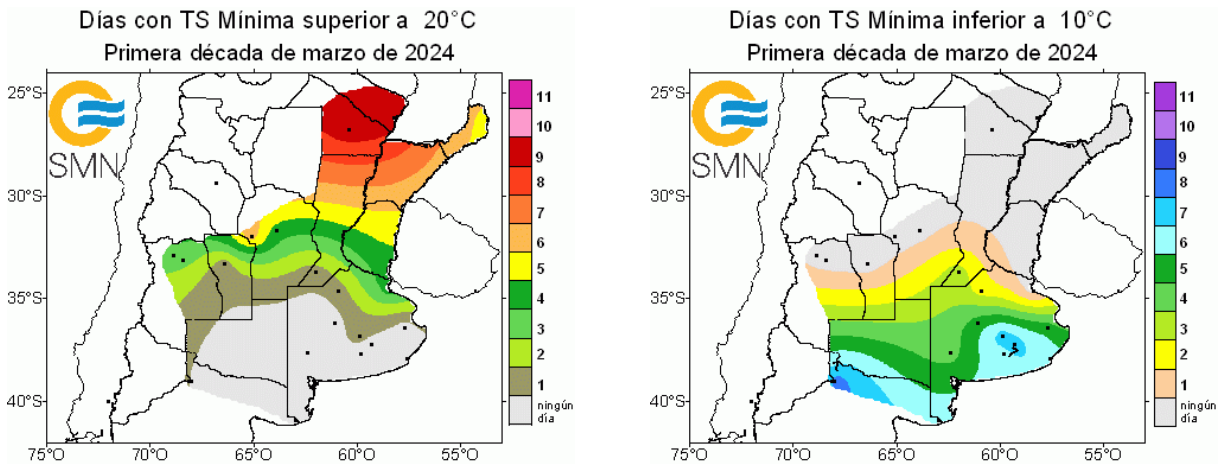 Días con TS Mínima superior a 20°C
Primera década de marzo de 2024
25°S
30°S
35°S
40°S
75°O
70°O
65°O
60°O
55°O
SMN
11
10
9
8
7
6
5
4
3
2
1
ningún
día
Días con TS Mínima inferior a 10°C
Primera década de marzo de 2024
25°S
30°S
35°S
40°S
75°O
70°O
65°O
60°O
55°O
SMN
11
10
9
8
7
6
5
4
3
2
1
ningún
día